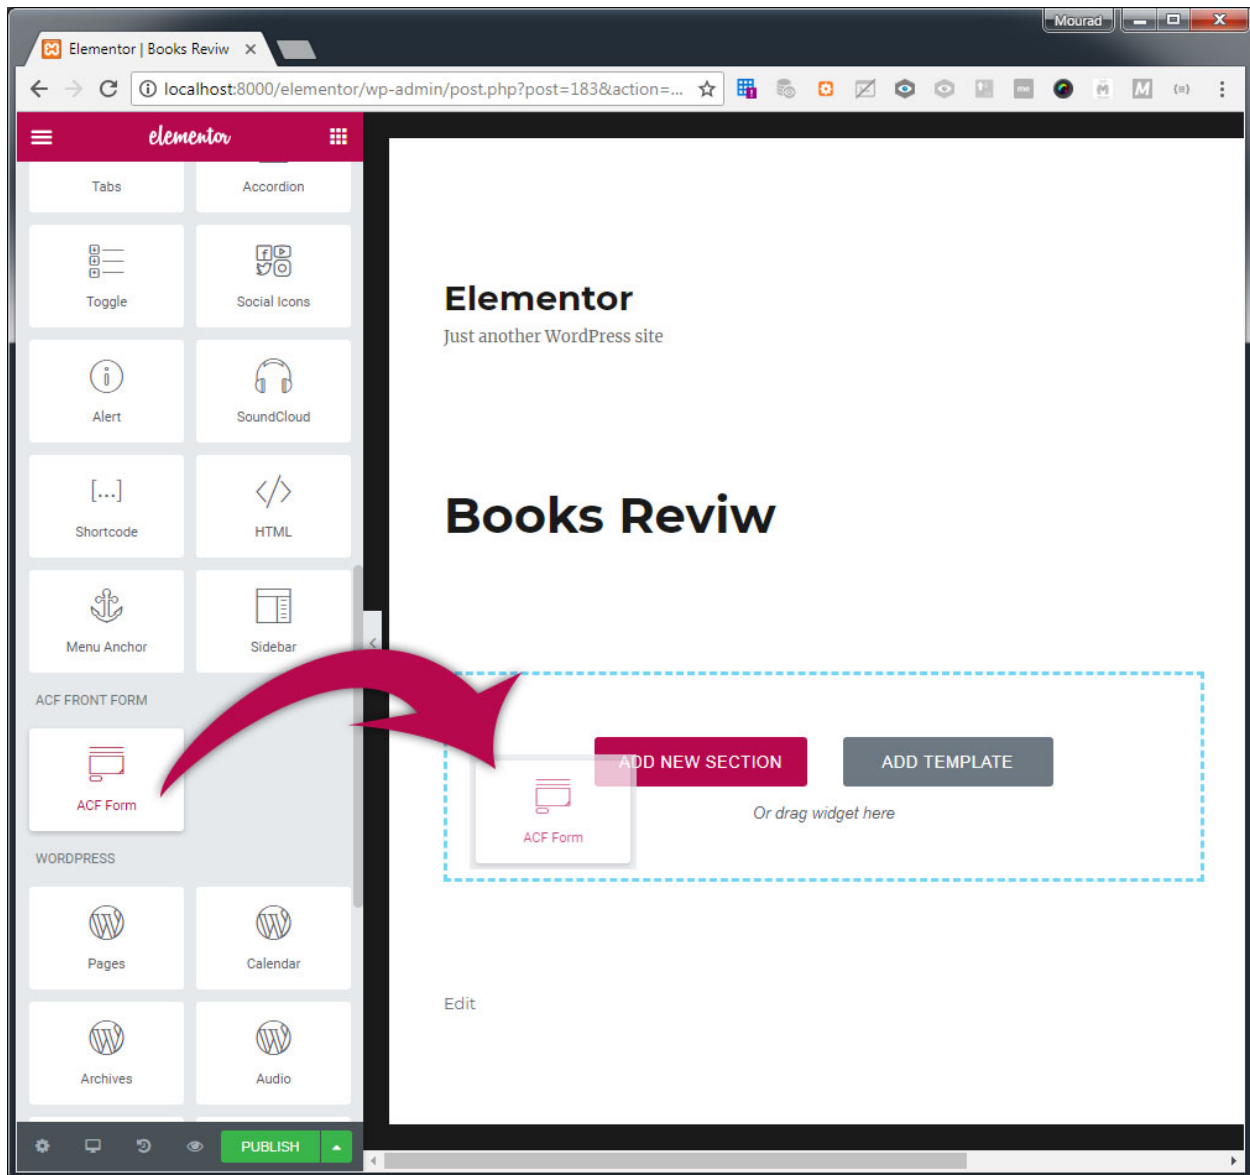 Mourad
Elementor | Books Reviw
localhost:8000/elementor/wp-admin/post.php?post=183&action=...
elementor
Tabs
Accordion
Toggle
Social Icons
Alert
SoundCloud
[...]
Shortcode
</>
HTML
Menu Anchor
Sidebar
ACF FRONT FORM
ACF Form
WORDPRESS
Pages
Calendar
Archives
Audio
PUBLISH
Elementor
Just another WordPress site
Books Reviw
ADD NEW SECTION
ADD TEMPLATE
Or drag widget here
ACF Form
Edit